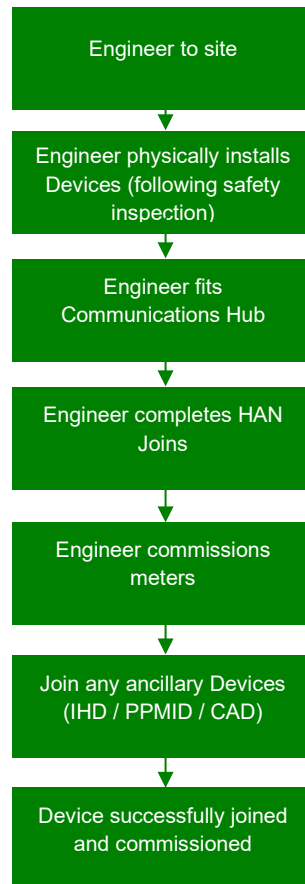 Engineer to site
Engineer physically installs
Devices (following safety
inspection)
Engineer fits
Communications Hub
Engineer completes HAN
Joins
Engineer commissions
meters
Join any ancillary Devices
(IHD / PPMID / CAD)
Device successfully joined
and commissioned